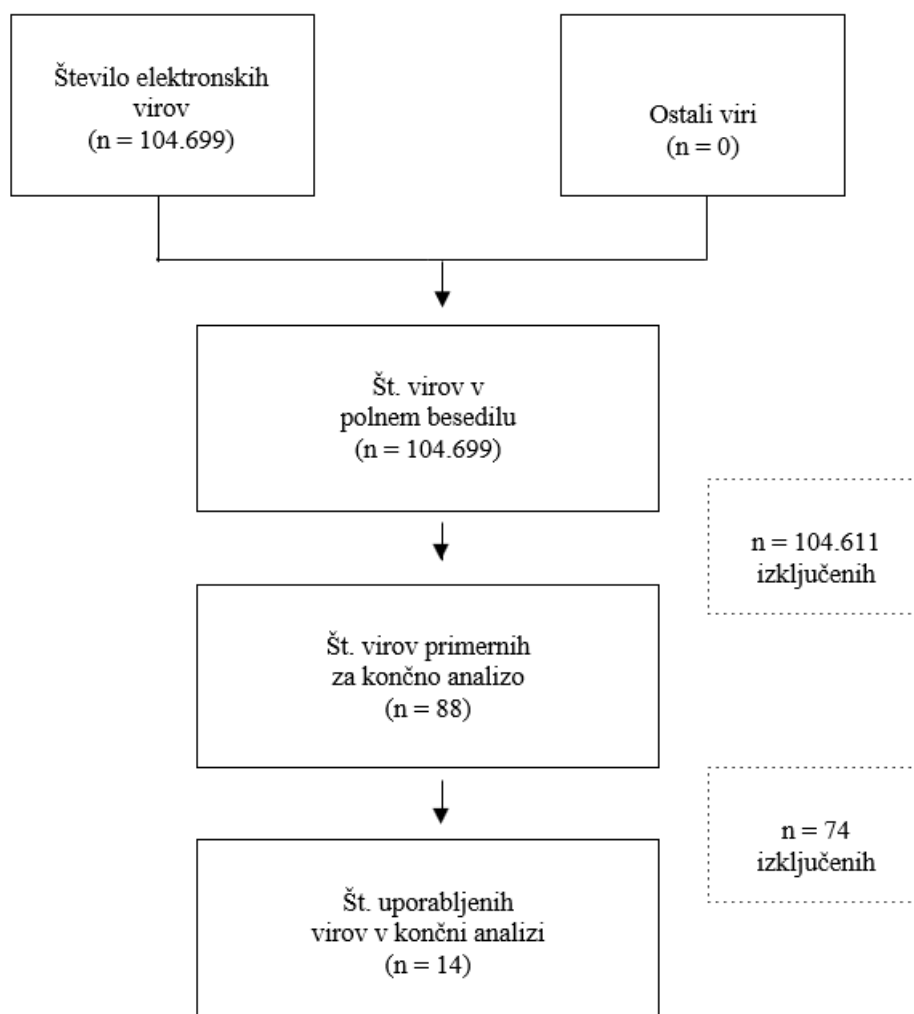 Število elektronskih
virov
(n = 104.699)
Ostali viri
(n = 0)
Št. virov v
polnem besedilu
(n = 104.699)
n = 104.611
izključenih
Št. virov primernih
za končno analizo
(n = 88)
n = 74
izključenih
Št. uporabljenih
virov v končni analizi
(n = 14)